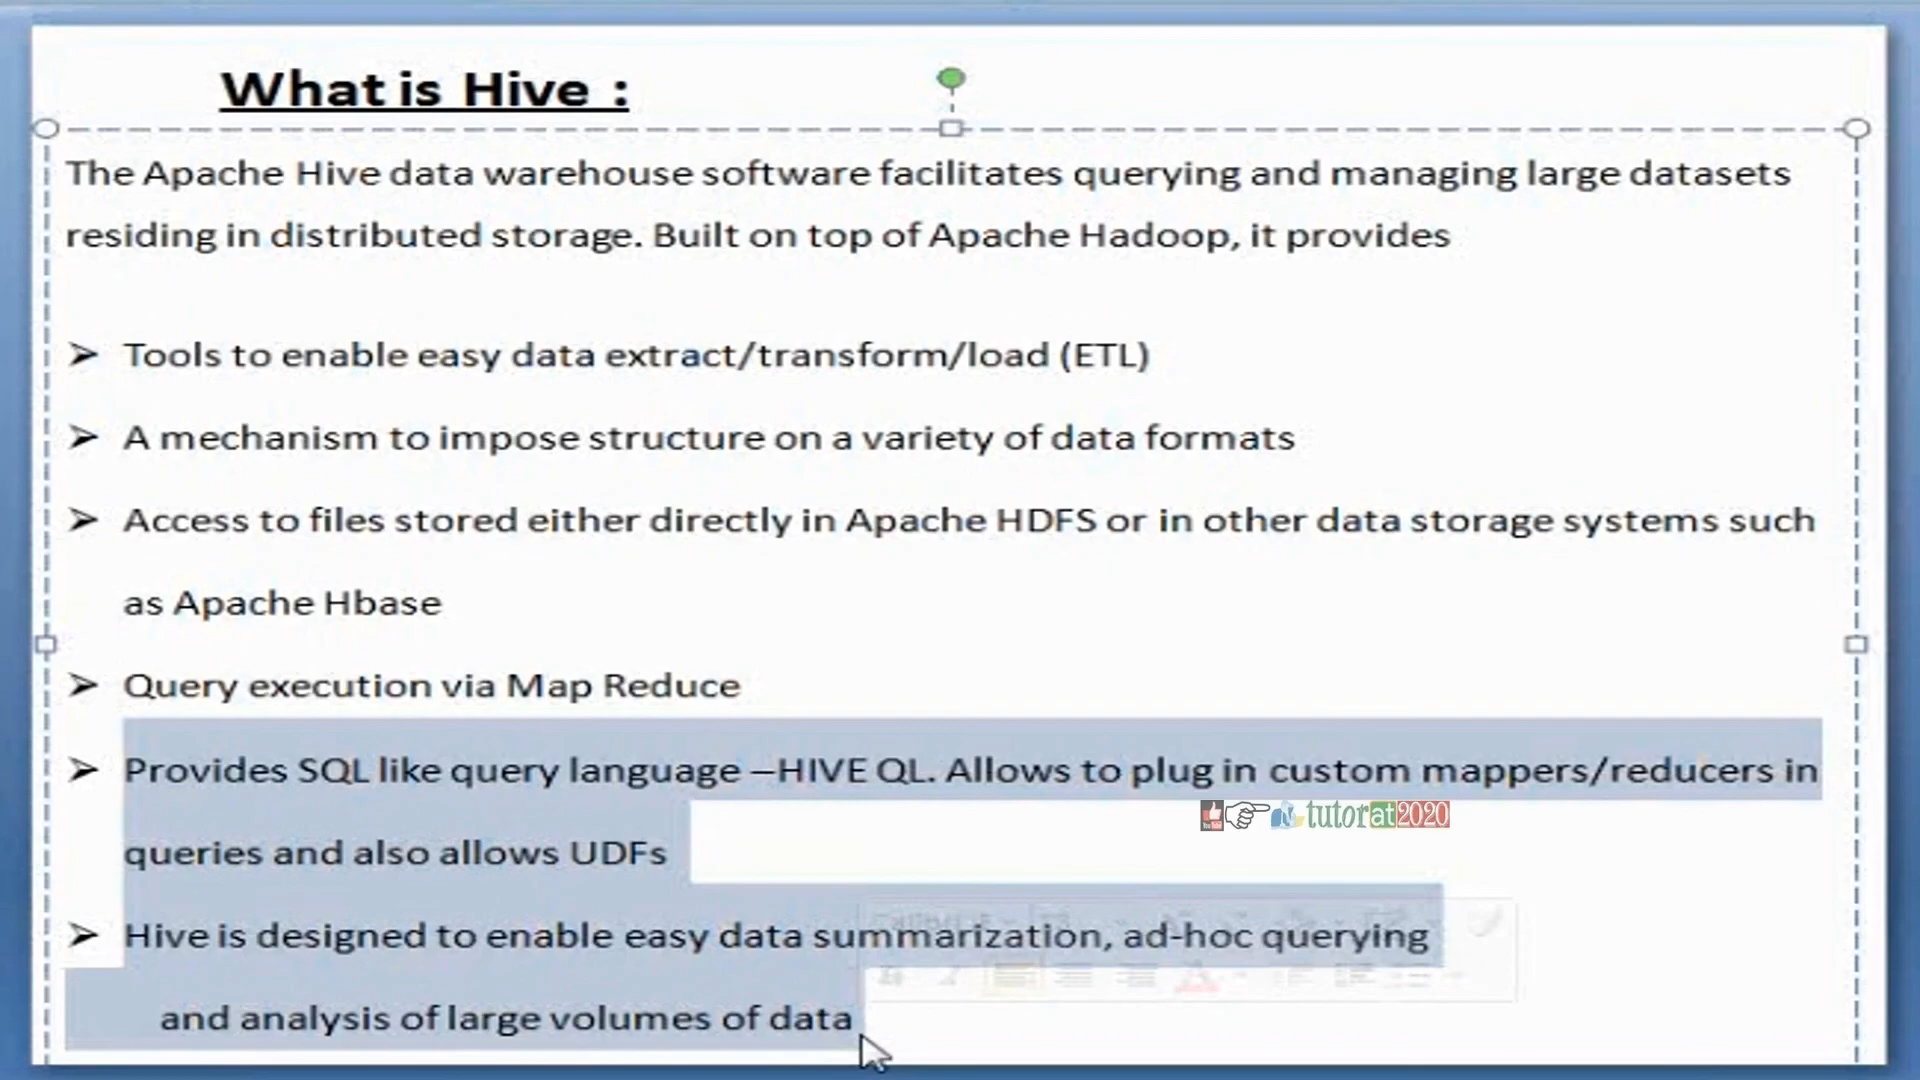 What is Hive :
The Apache Hive data warehouse software facilitates querying and managing large datasets
residing in distributed storage. Built on top of Apache Hadoop, it provides
➢ Tools to enable easy data extract/transform/load (ETL)
➢ A mechanism to impose structure on a variety of data formats
➢ Access to files stored either directly in Apache HDFS or in other data storage systems such
as Apache Hbase
➢ Query execution via Map Reduce
➢ Provides SQL like query language –HIVE QL. Allows to plug in custom mappers/reducers in
tutorat2020
queries and also allows UDFs
➢ Hive is designed to enable easy data summarization, ad-hoc querying
and analysis of large volumes of data